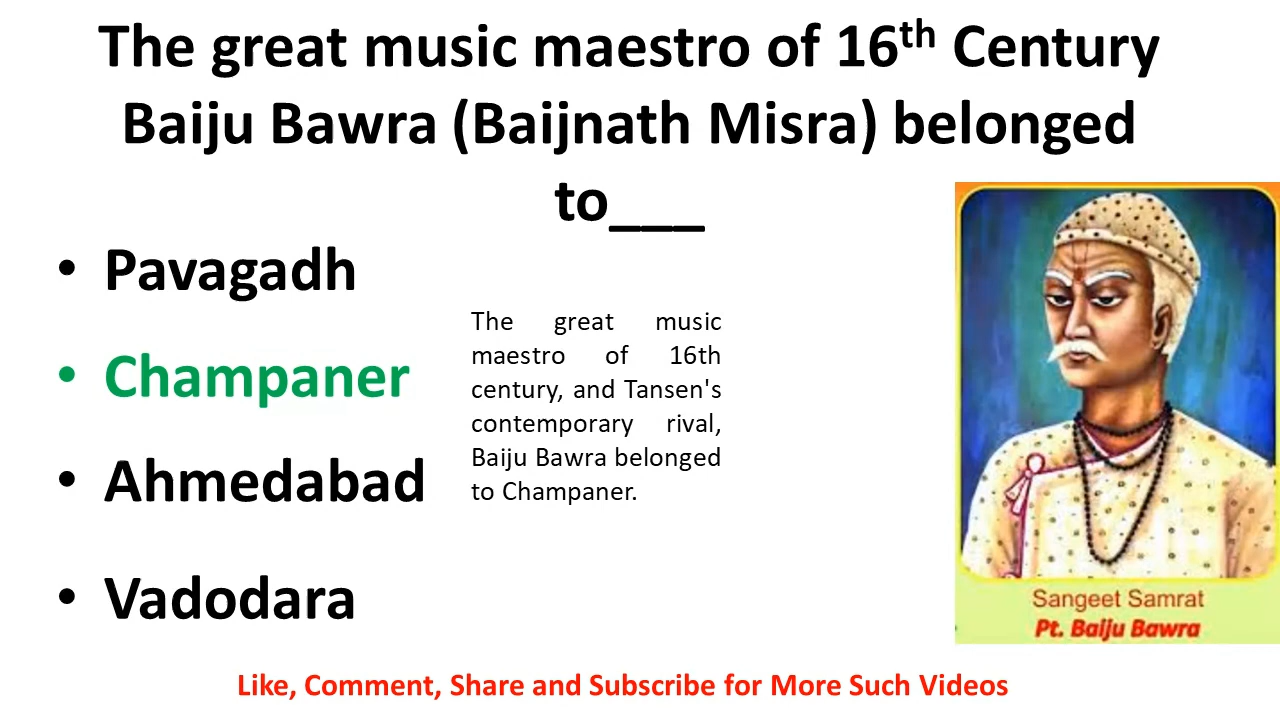 The great music maestro of 16th Century
Baiju Bawra (Baijnath Misra) belonged
to___
• Pavagadh
• Champaner
• Ahmedabad
• Vadodara
The great music
maestro of 16th
century, and Tansen's
contemporary rival,
Baiju Bawra belonged
to Champaner.
Sangeet Samrat
Pt. Baiju Bawra
Like, Comment, Share and Subscribe for More Such Videos